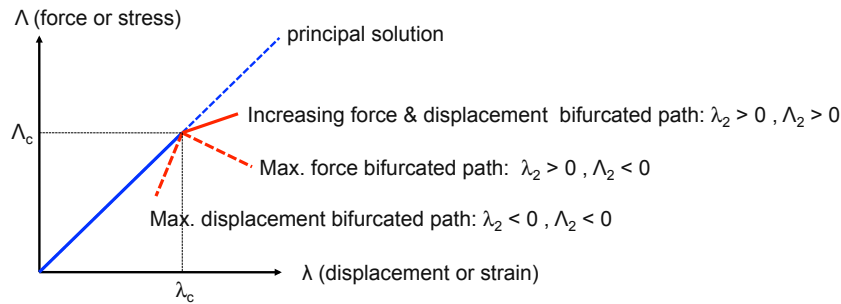 Λ (force or stress)
principal solution
Increasing force & displacement bifurcated path: λ₂ > 0 , Λ₂ > 0
Λc
Max. force bifurcated path: λ₂ > 0 , Λ₂ < 0
Max. displacement bifurcated path: λ₂ < 0 , Λ₂ < 0
λ (displacement or strain)
λc